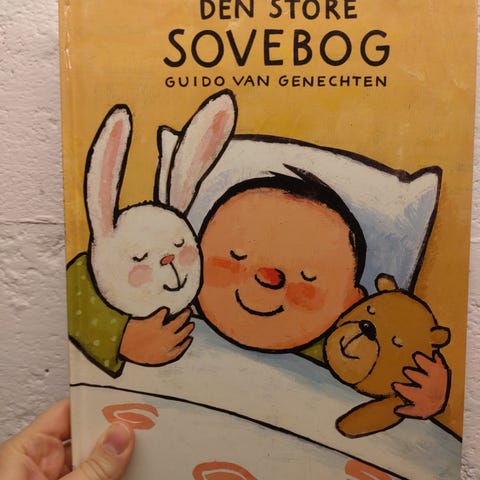 DEN STORE
SOVEBOG
GUIDO VAN GENECHTEN